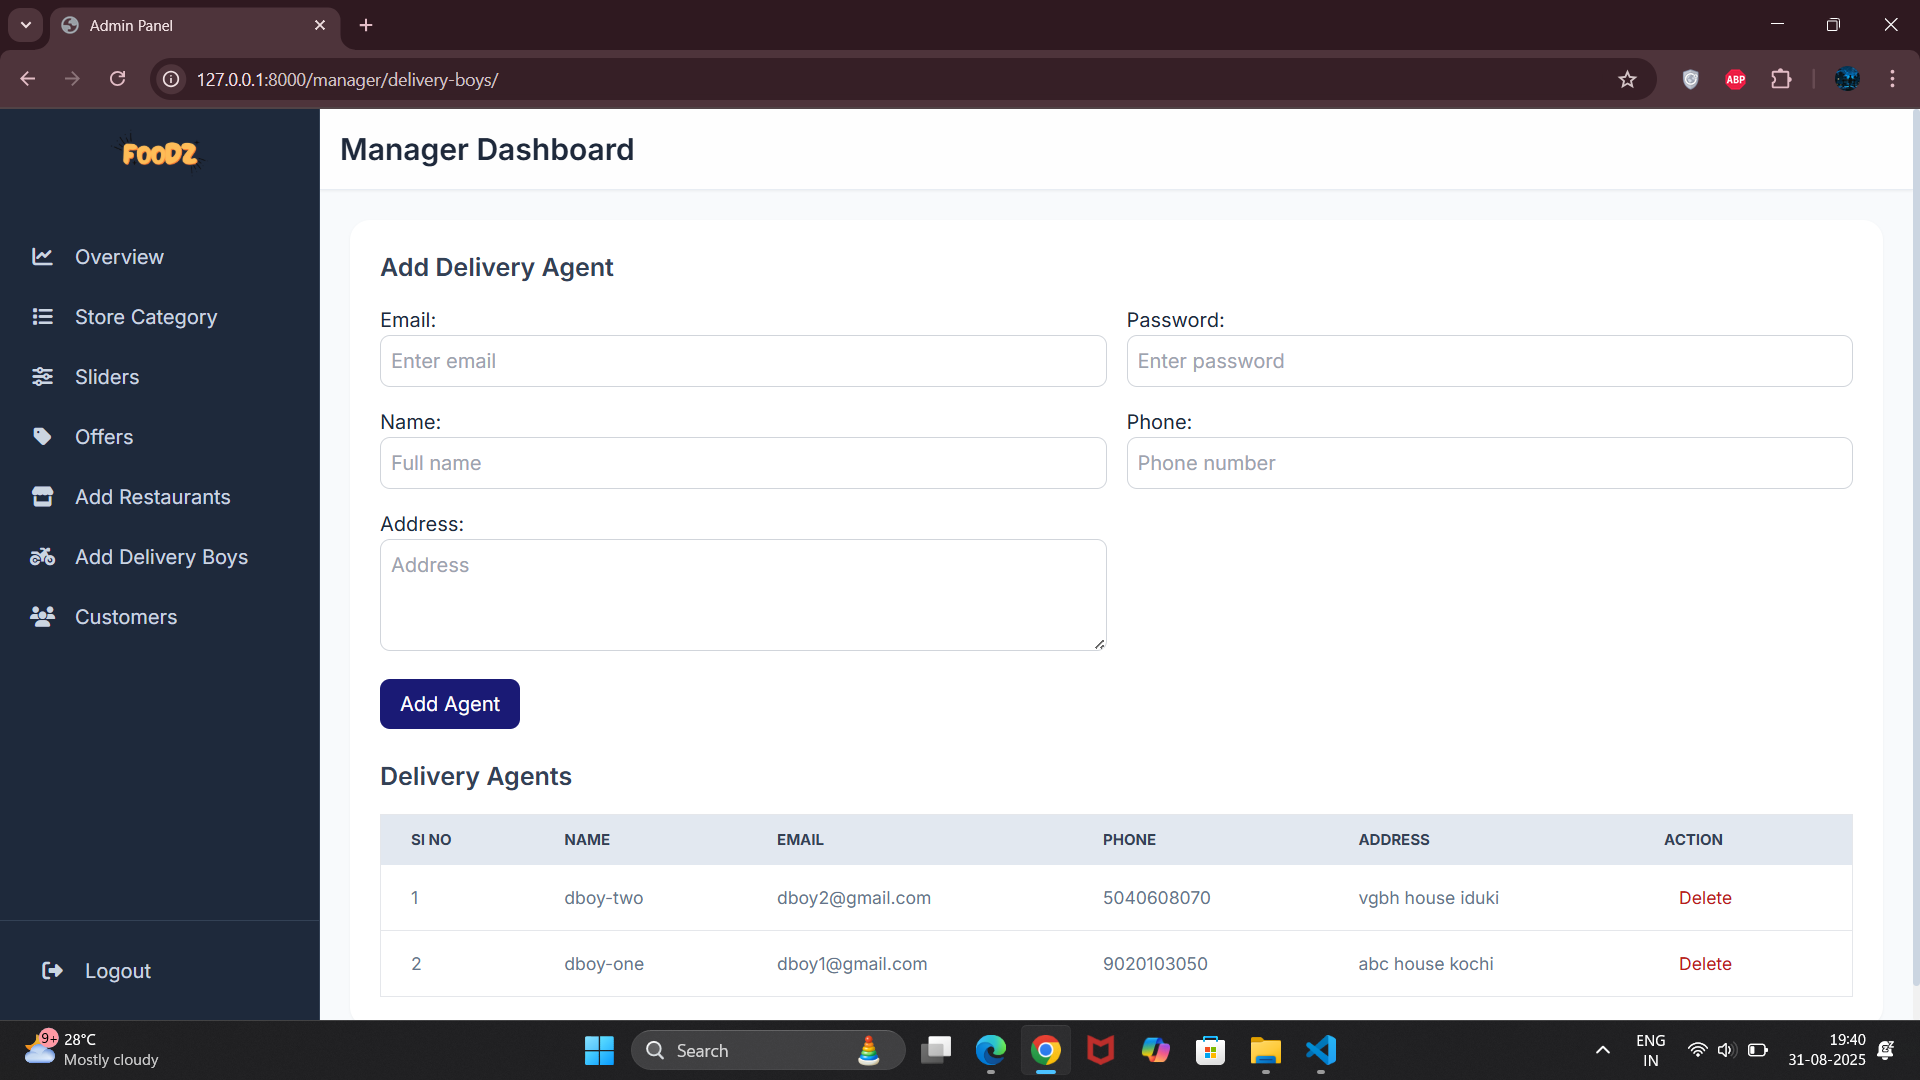 Admin Panel
127.0.0.1:8000/manager/delivery-boys/
ABP
FOODZ
Manager Dashboard
Overview
Store Category
Sliders
Offers
Add Restaurants
Add Delivery Boys
Customers
Logout
Add Delivery Agent
Email:
Password:
Enter email
Enter password
Name:
Phone:
Full name
Phone number
Address:
Address
Add Agent
Delivery Agents
SI NO NAME EMAIL PHONE ADDRESS ACTION
1 dboy-two dboy2@gmail.com 5040608070 vgbh house iduki Delete
2 dboy-one dboy1@gmail.com 9020103050 abc house kochi Delete
9+
28°C
Mostly cloudy
Search
ENG
IN
19:40
31-08-2025